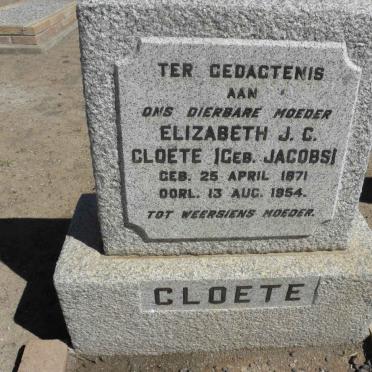 TER GEDAGTENIS
AAN
ONS DIERBARE MOEDER
ELIZABETH J. C.
CLOETE (GEB. JACOBS)
GEB. 25 APRIL 1871
OORL. 13 AUG. 1954.
TOT WEERSIENS MOEDER.
CLOETE